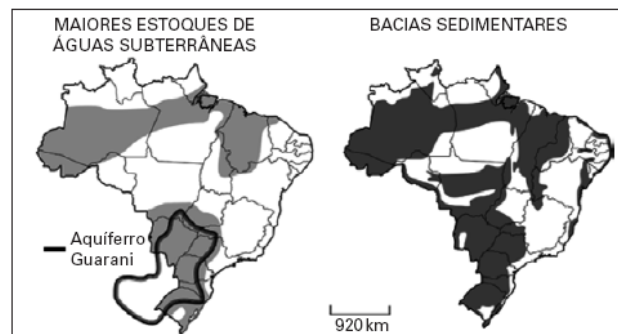 MAIORES ESTOQUES DE
ÁGUAS SUBTERRÂNEAS
BACIAS SEDIMENTARES
Aquíferro
Guarani
920 km